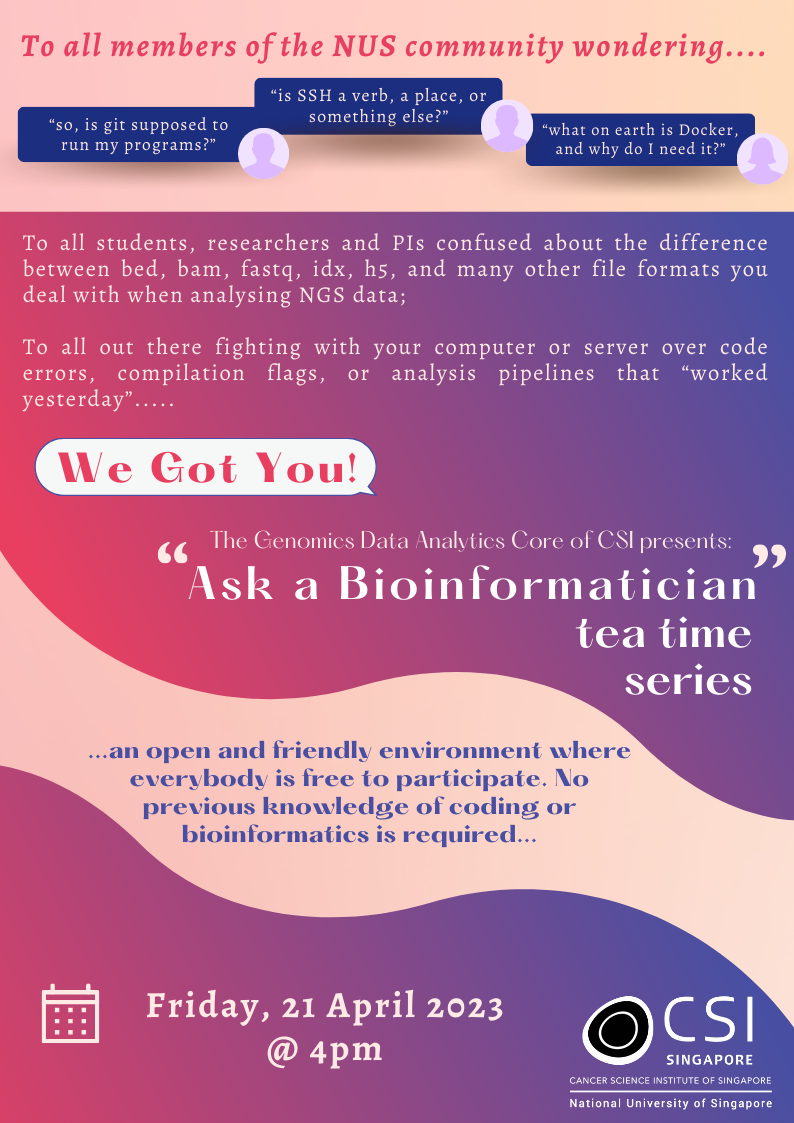 To all members of the NUS community wondering....
“so, is git supposed to
run my programs?”
“is SSH a verb, a place, or
something else?”
“what on earth is Docker,
and why do I need it?”
To all students, researchers and PIs confused about the difference
between bed, bam, fastq, idx, h5, and many other file formats you
deal with when analysing NGS data;
To all out there fighting with your computer or server over code
errors, compilation flags, or analysis pipelines that “worked
yesterday”.....
We Got You!
The Genomics Data Analytics Core of CSI presents:
“Ask a Bioinformatician”
tea time
series
...an open and friendly environment where
everybody is free to participate. No
previous knowledge of coding or
bioinformatics is required...
Friday, 21 April 2023
@ 4pm
CSI
SINGAPORE
CANCER SCIENCE INSTITUTE OF SINGAPORE
National University of Singapore